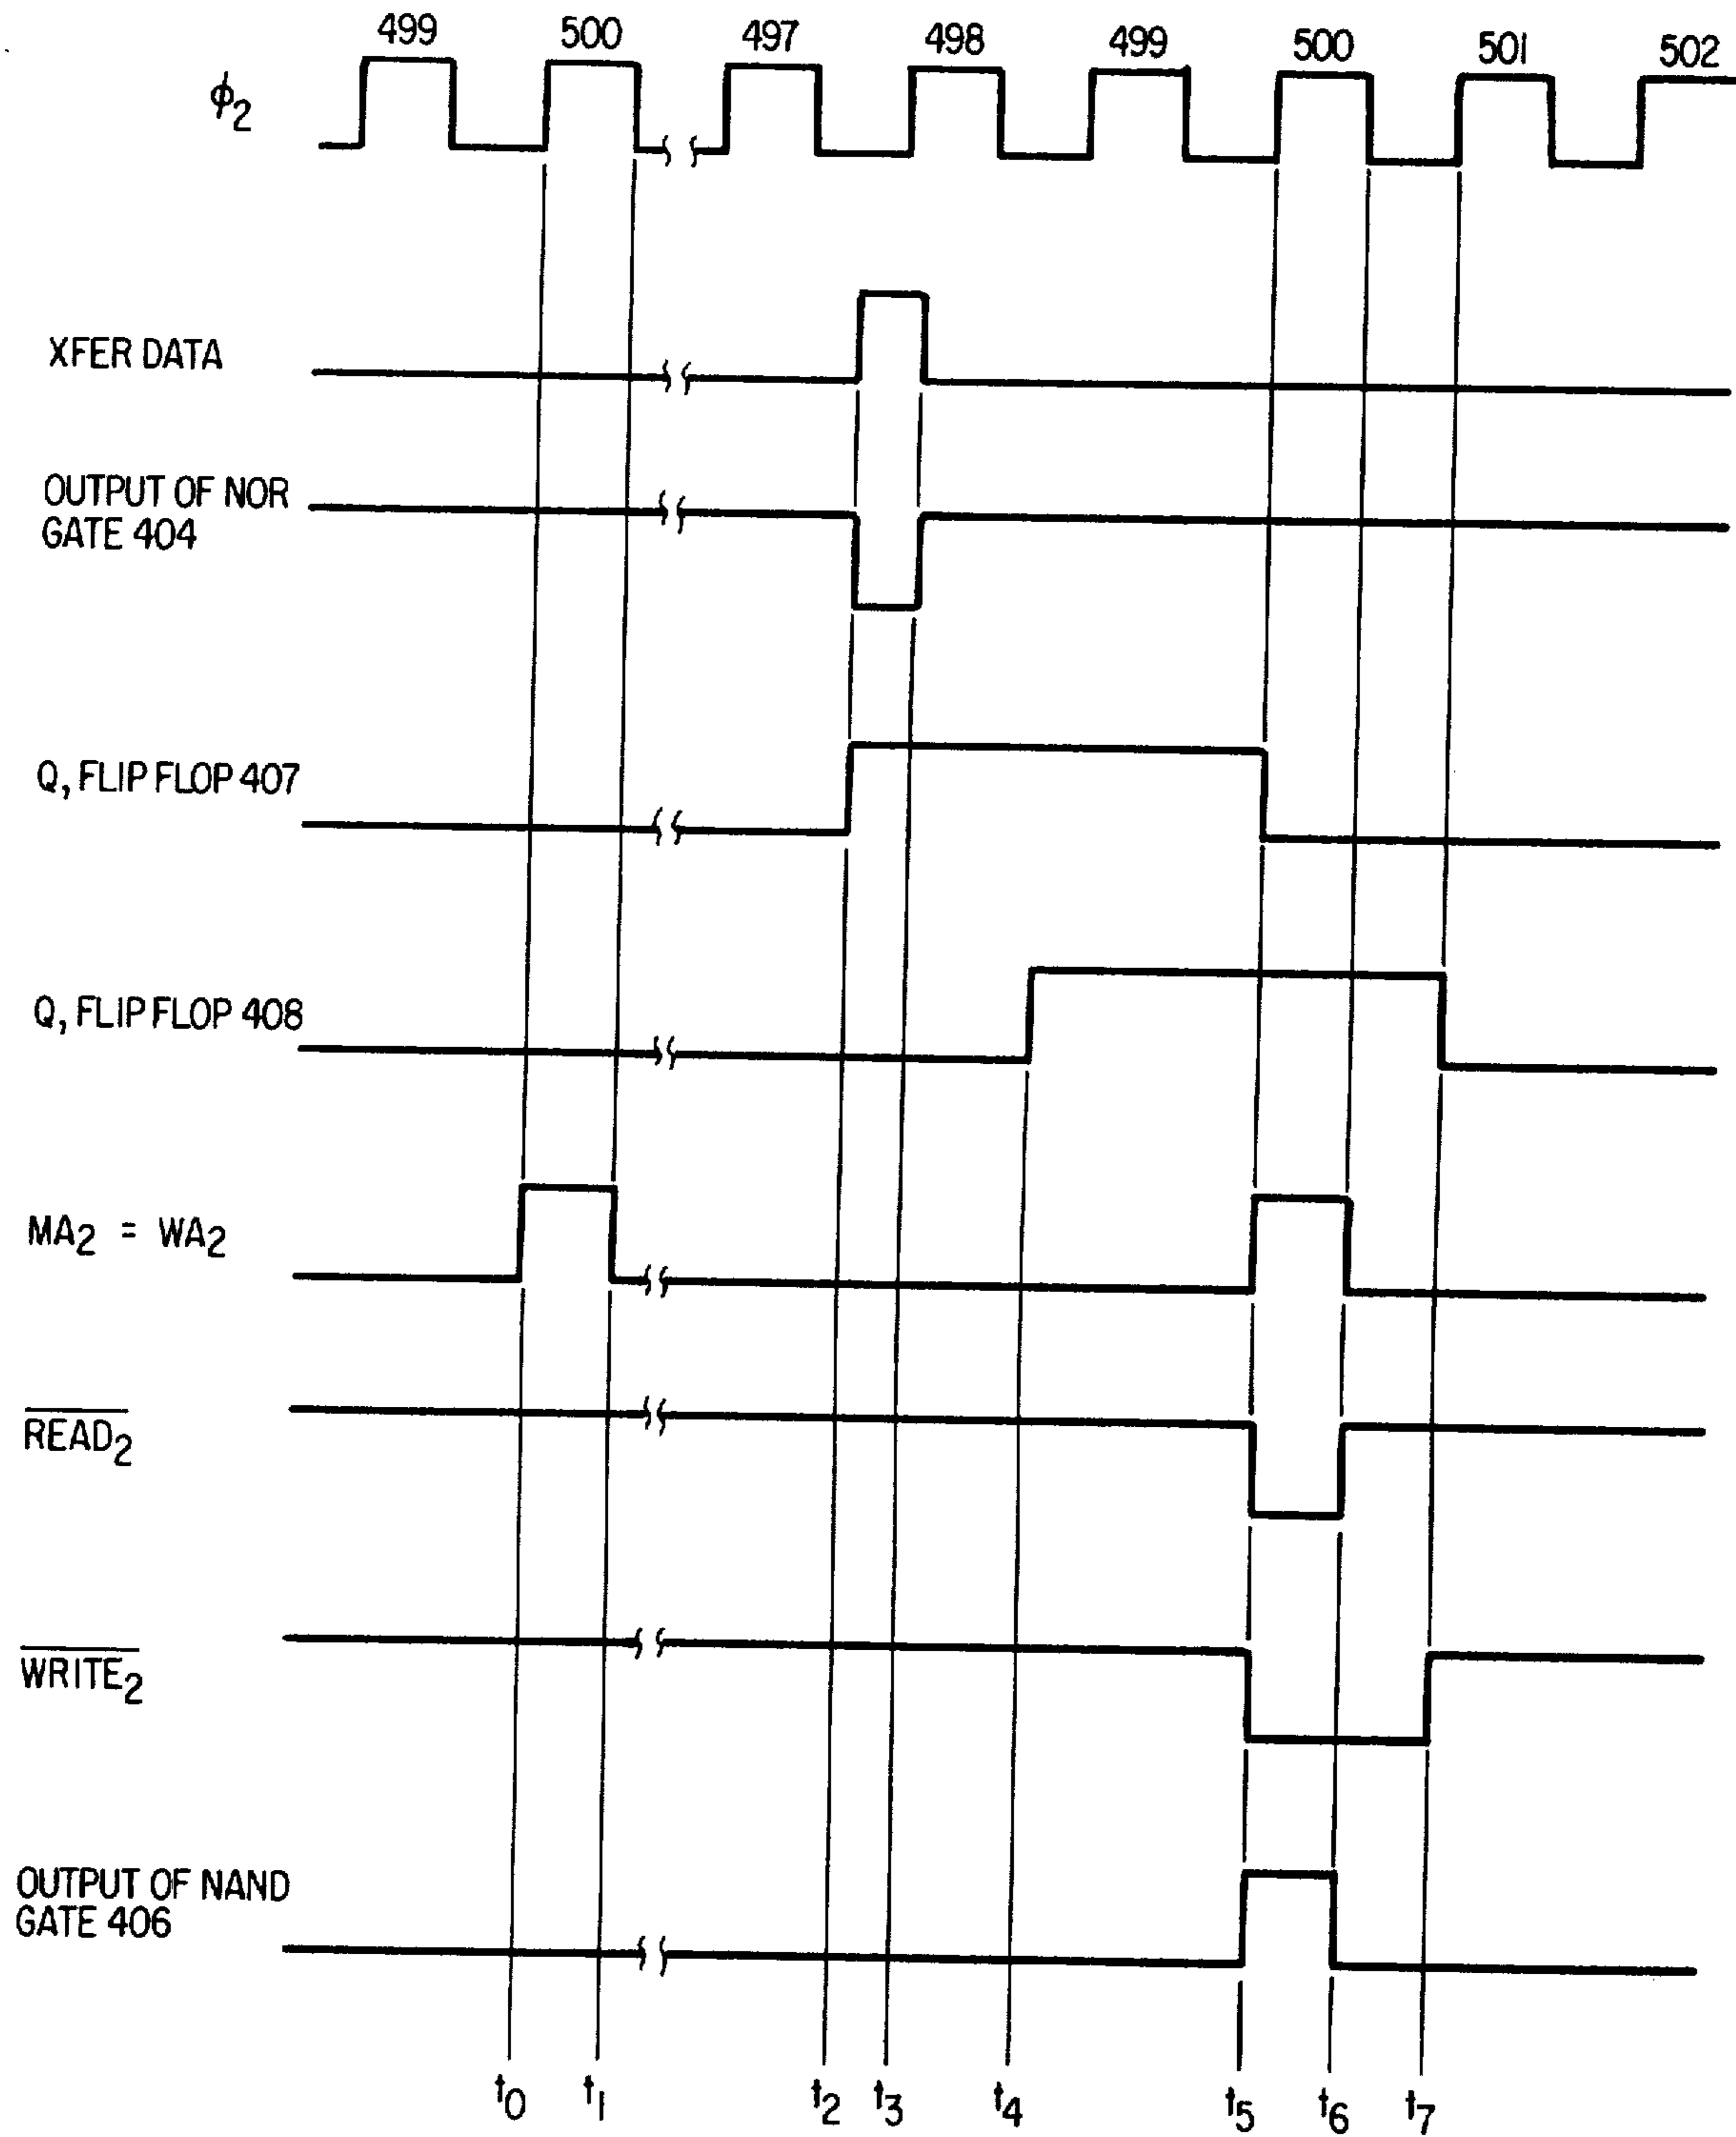 499 500 497 498 499 500 501 502
ϕ2
XFER DATA
OUTPUT OF NOR
GATE 404
Q, FLIP FLOP 407
Q, FLIP FLOP 408
MA2 = WA2
READ2
WRITE2
OUTPUT OF NAND
GATE 406
t0 t1 t2 t3 t4 t5 t6 t7